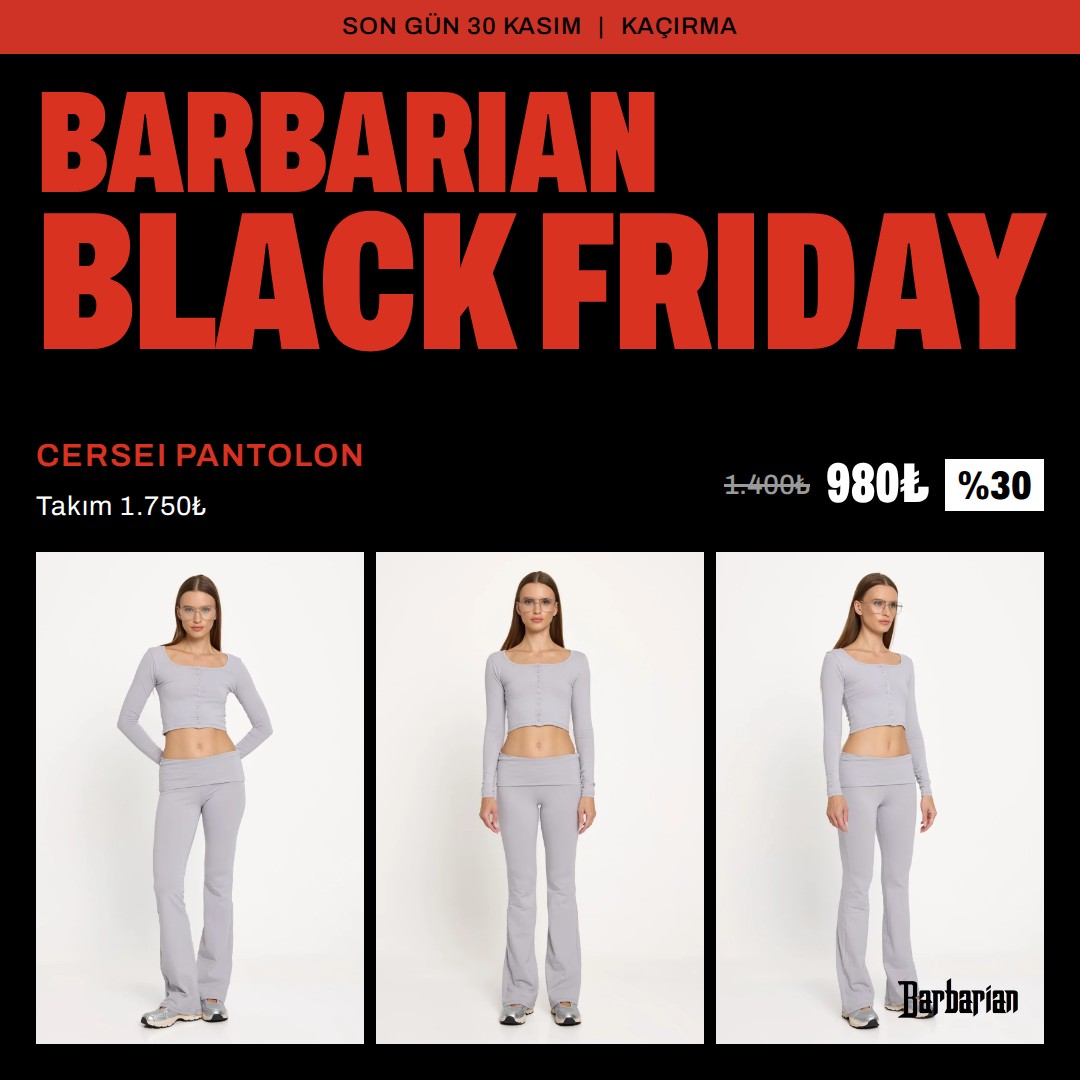 SON GÜN 30 KASIM | KAÇIRMA
BARBARIAN
BLACK FRIDAY
CERSEI PANTOLON
Takım 1.750₺
1.400₺ 980₺ %30
Barbarian